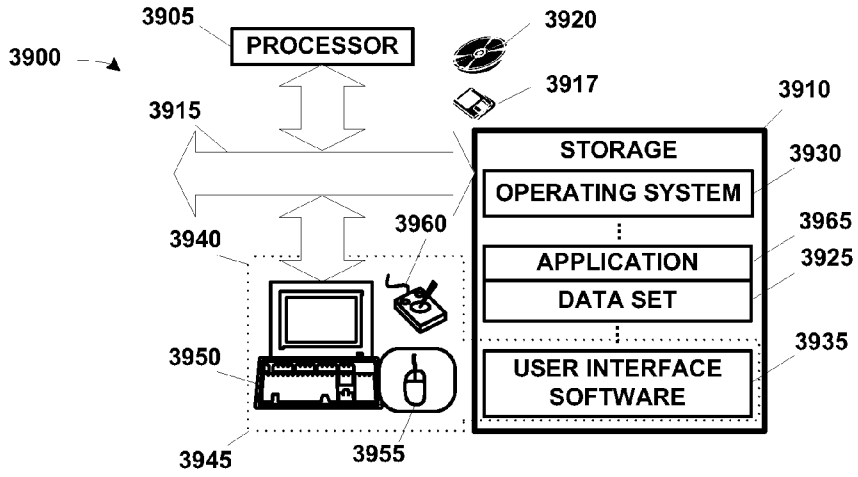 3905
PROCESSOR
3920
3900
3917
3915
3910
STORAGE
3930
OPERATING SYSTEM
3960
3965
3940
APPLICATION
3925
DATA SET
3935
3950
USER INTERFACE
SOFTWARE
3945
3955